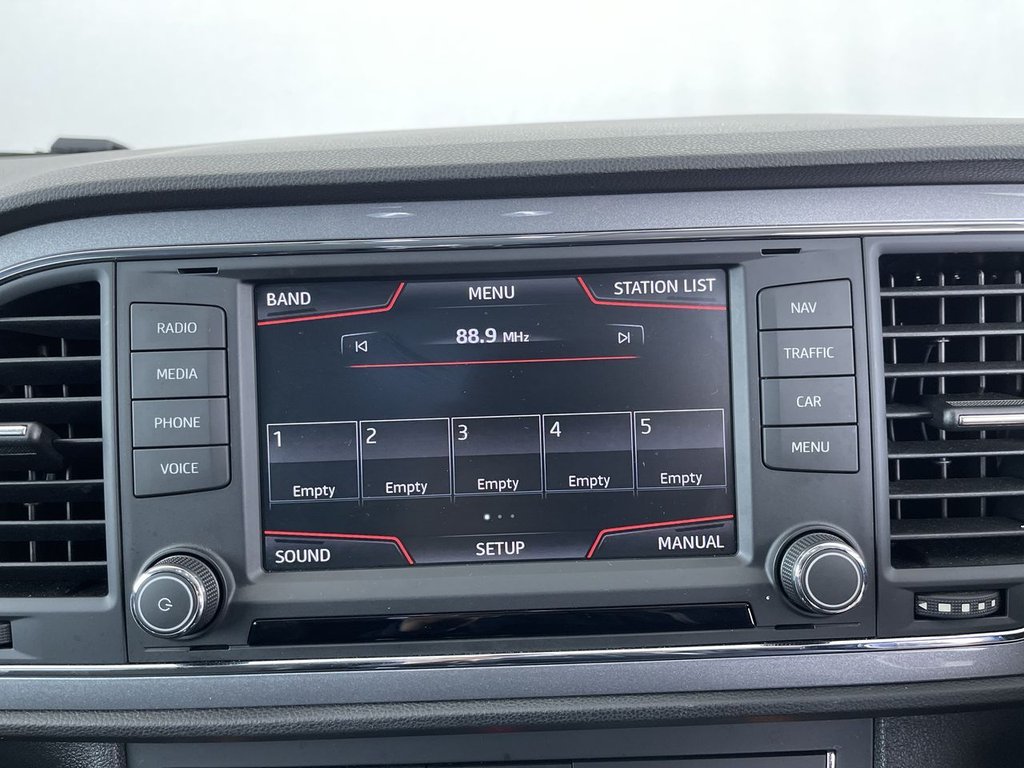 BAND MENU STATION LIST
88.9 MHz
1 2 3 4 5
Empty Empty Empty Empty Empty
SOUND SETUP MANUAL
RADIO
MEDIA
PHONE
VOICE
NAV
TRAFFIC
CAR
MENU